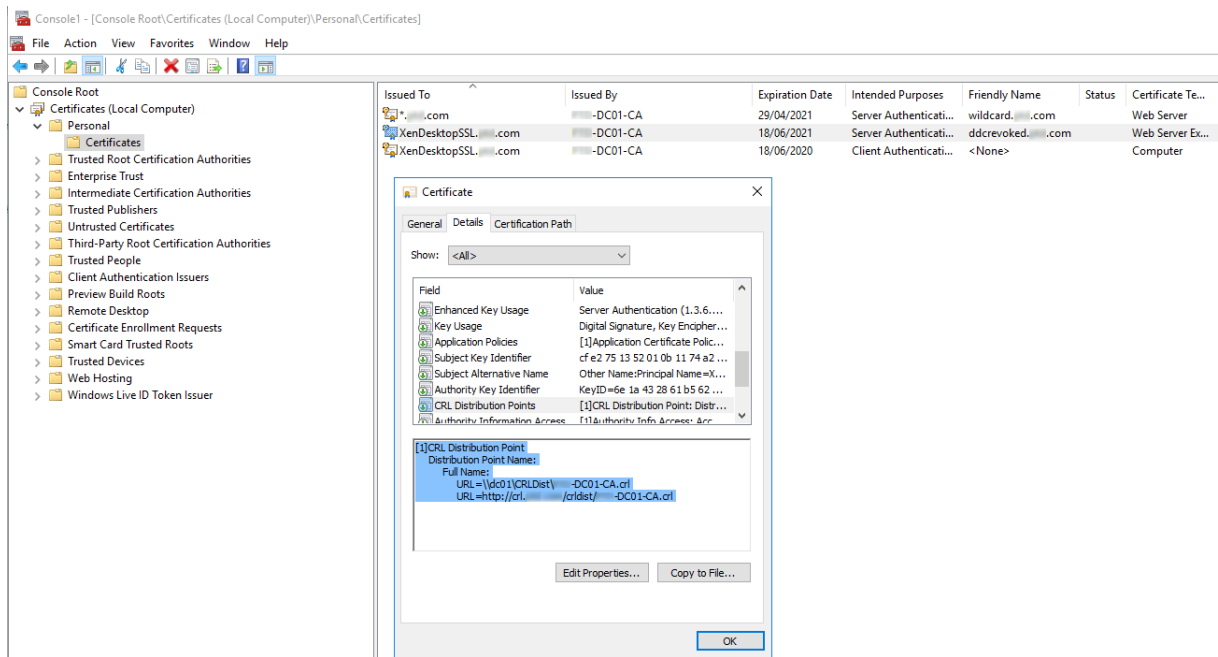 Console1 - [Console Root\Certificates (Local Computer)\Personal\Certificates]
File Action View Favorites Window Help
Console Root
Certificates (Local Computer)
Personal
Certificates
Trusted Root Certification Authorities
Enterprise Trust
Intermediate Certification Authorities
Trusted Publishers
Untrusted Certificates
Third-Party Root Certification Authorities
Trusted People
Client Authentication Issuers
Preview Build Roots
Remote Desktop
Certificate Enrollment Requests
Smart Card Trusted Roots
Trusted Devices
Web Hosting
Windows Live ID Token Issuer
Issued To Issued By Expiration Date Intended Purposes Friendly Name Status Certificate Te...
*. .com -DC01-CA 29/04/2021 Server Authenticati... wildcard. .com Web Server
XenDesktopSSL. .com -DC01-CA 18/06/2021 Server Authenticati... ddcrevoked. .com Web Server Ex...
XenDesktopSSL. .com -DC01-CA 18/06/2020 Client Authenticati... <None> Computer
Certificate
General Details Certification Path
Show: <All>
Field Value
Enhanced Key Usage Server Authentication (1.3.6....
Key Usage Digital Signature, Key Encipher...
Application Policies [1]Application Certificate Polic...
Subject Key Identifier cf e2 75 13 52 01 0b 11 74 a2 ...
Subject Alternative Name Other Name:Principal Name=X...
Authority Key Identifier KeyID=6e 1a 43 28 61 b5 62 ...
CRL Distribution Points [1]CRL Distribution Point: Distr...
Authority Information Access [1]Authority Info Access: Acc...
[1]CRL Distribution Point
Distribution Point Name:
Full Name:
URL=\\dc01\CRLDist\ -DC01-CA.crl
URL=http://crl. /crldist/ -DC01-CA.crl
Edit Properties... Copy to File...
OK